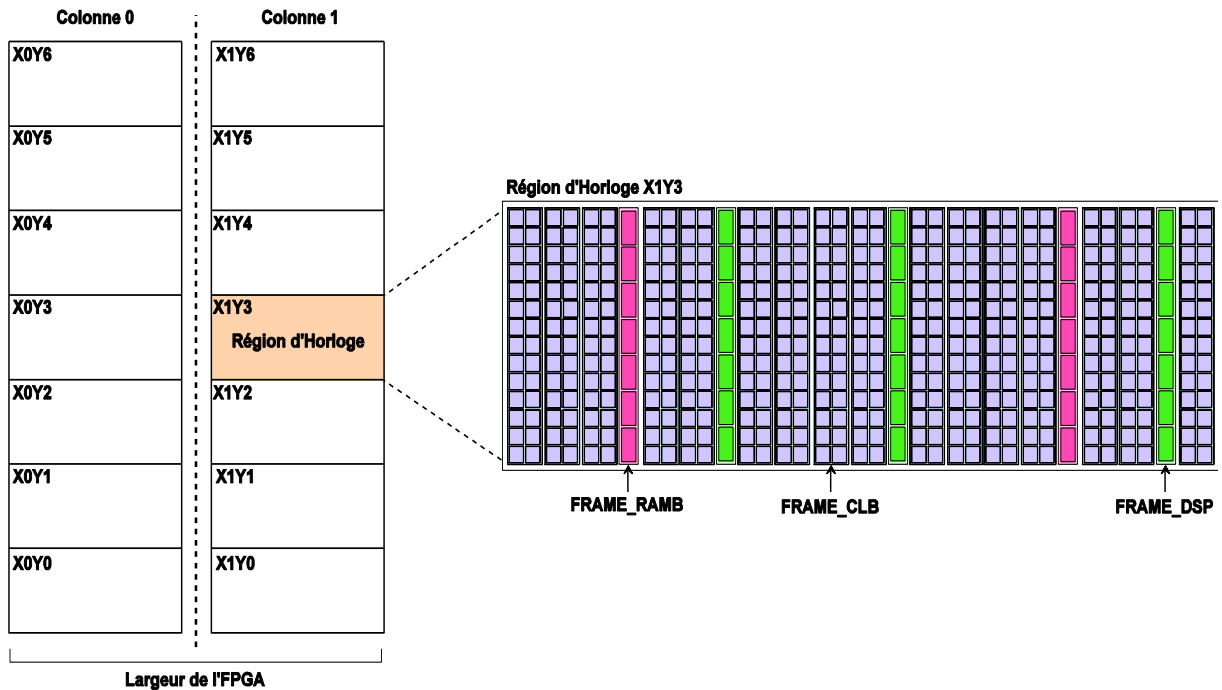 Colonne 0
Colonne 1
X0Y6
X1Y6
X0Y5
X1Y5
X0Y4
X1Y4
X0Y3
X1Y3
Région d'Horloge
X0Y2
X1Y2
X0Y1
X1Y1
X0Y0
X1Y0
Largeur de l'FPGA
Région d'Horloge X1Y3
FRAME_RAMB
FRAME_CLB
FRAME_DSP